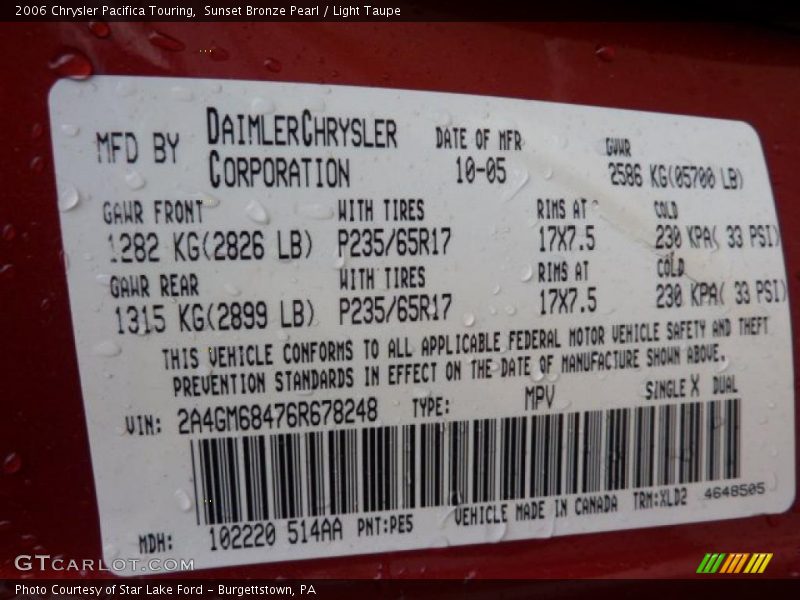 2006 Chrysler Pacifica Touring,  Sunset Bronze Pearl / Light Taupe
MFD BY DAIMLERCHRYSLER CORPORATION DATE OF MFR 10-05 GVWR 2586 KG(05700 LB)
GAWR FRONT WITH TIRES RIMS AT COLD
1282 KG(2826 LB) P235/65R17 17X7.5 230 KPA( 33 PSI)
GAWR REAR WITH TIRES RIMS AT COLD
1315 KG(2899 LB) P235/65R17 17X7.5 230 KPA( 33 PSI)
THIS VEHICLE CONFORMS TO ALL APPLICABLE FEDERAL MOTOR VEHICLE SAFETY AND THEFT
PREVENTION STANDARDS IN EFFECT ON THE DATE OF MANUFACTURE SHOWN ABOVE.
VIN: 2A4GM68476R678248 TYPE: MPV SINGLE X DUAL
MDH: 102220 514AA PNT:PE5 VEHICLE MADE IN CANADA TRM:XLD2 4648505
GTCARLOT.COM
Photo Courtesy of Star Lake Ford - Burgettstown, PA